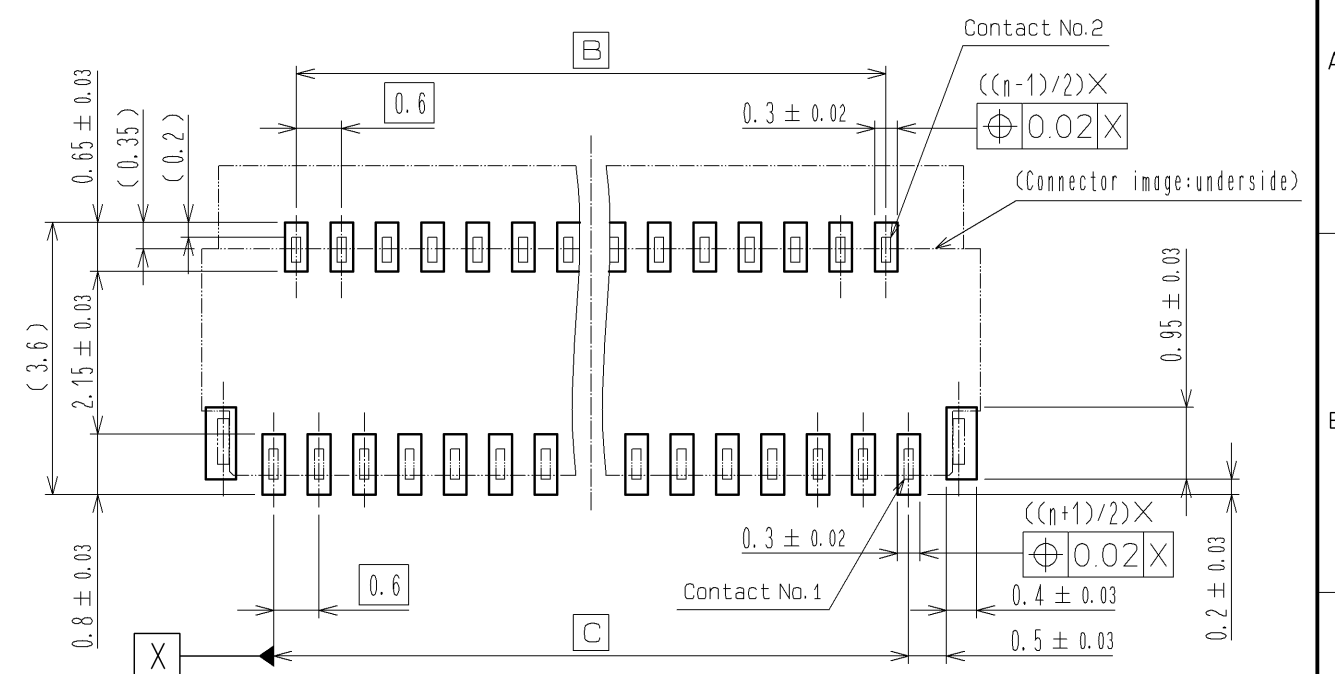 Contact No.2
B
((n-1)/2)X
0.6
0.3 ± 0.02
⌖ 0.02 X
0.65 ± 0.03
(0.35)
(0.2)
(Connector image:underside)
(3.6)
2.15 ± 0.03
0.95 ± 0.03
((n+1)/2)X
0.3 ± 0.02
⌖ 0.02 X
0.8 ± 0.03
0.6
Contact No.1
0.4 ± 0.03
0.2 ± 0.03
C
0.5 ± 0.03
X